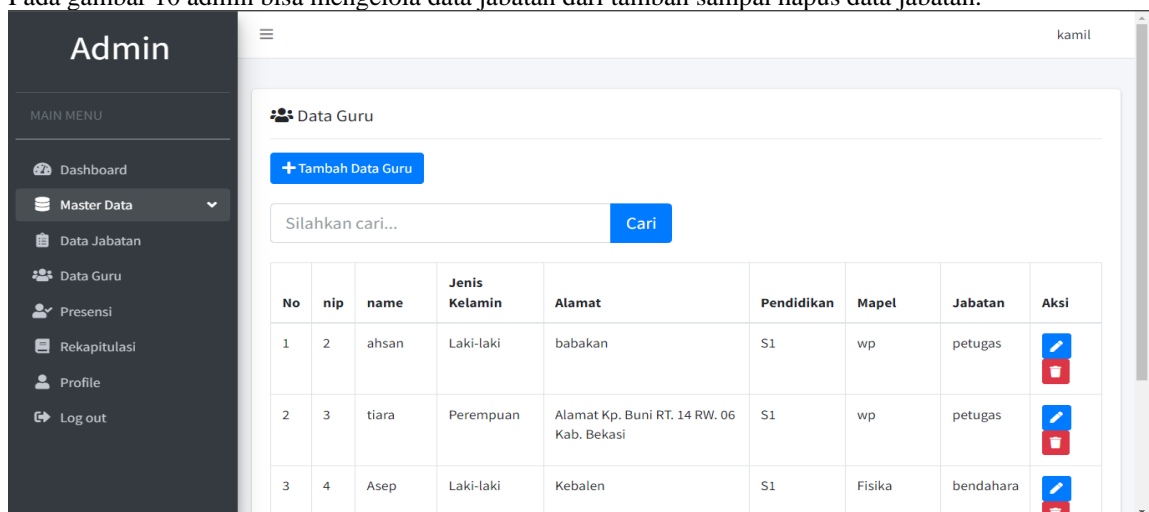 Pada gambar 10 admin bisa mengelola data jabatan dari tambah sampai hapus data jabatan.
Admin
kamil
MAIN MENU
Dashboard
Master Data
Data Jabatan
Data Guru
Presensi
Rekapitulasi
Profile
Log out
Data Guru
Tambah Data Guru
Silahkan cari... Cari
No nip name Jenis Kelamin Alamat Pendidikan Mapel Jabatan Aksi
1 2 ahsan Laki-laki babakan S1 wp petugas
2 3 tiara Perempuan Alamat Kp. Buni RT. 14 RW. 06 S1 wp petugas
Kab. Bekasi
3 4 Asep Laki-laki Kebalen S1 Fisika bendahara